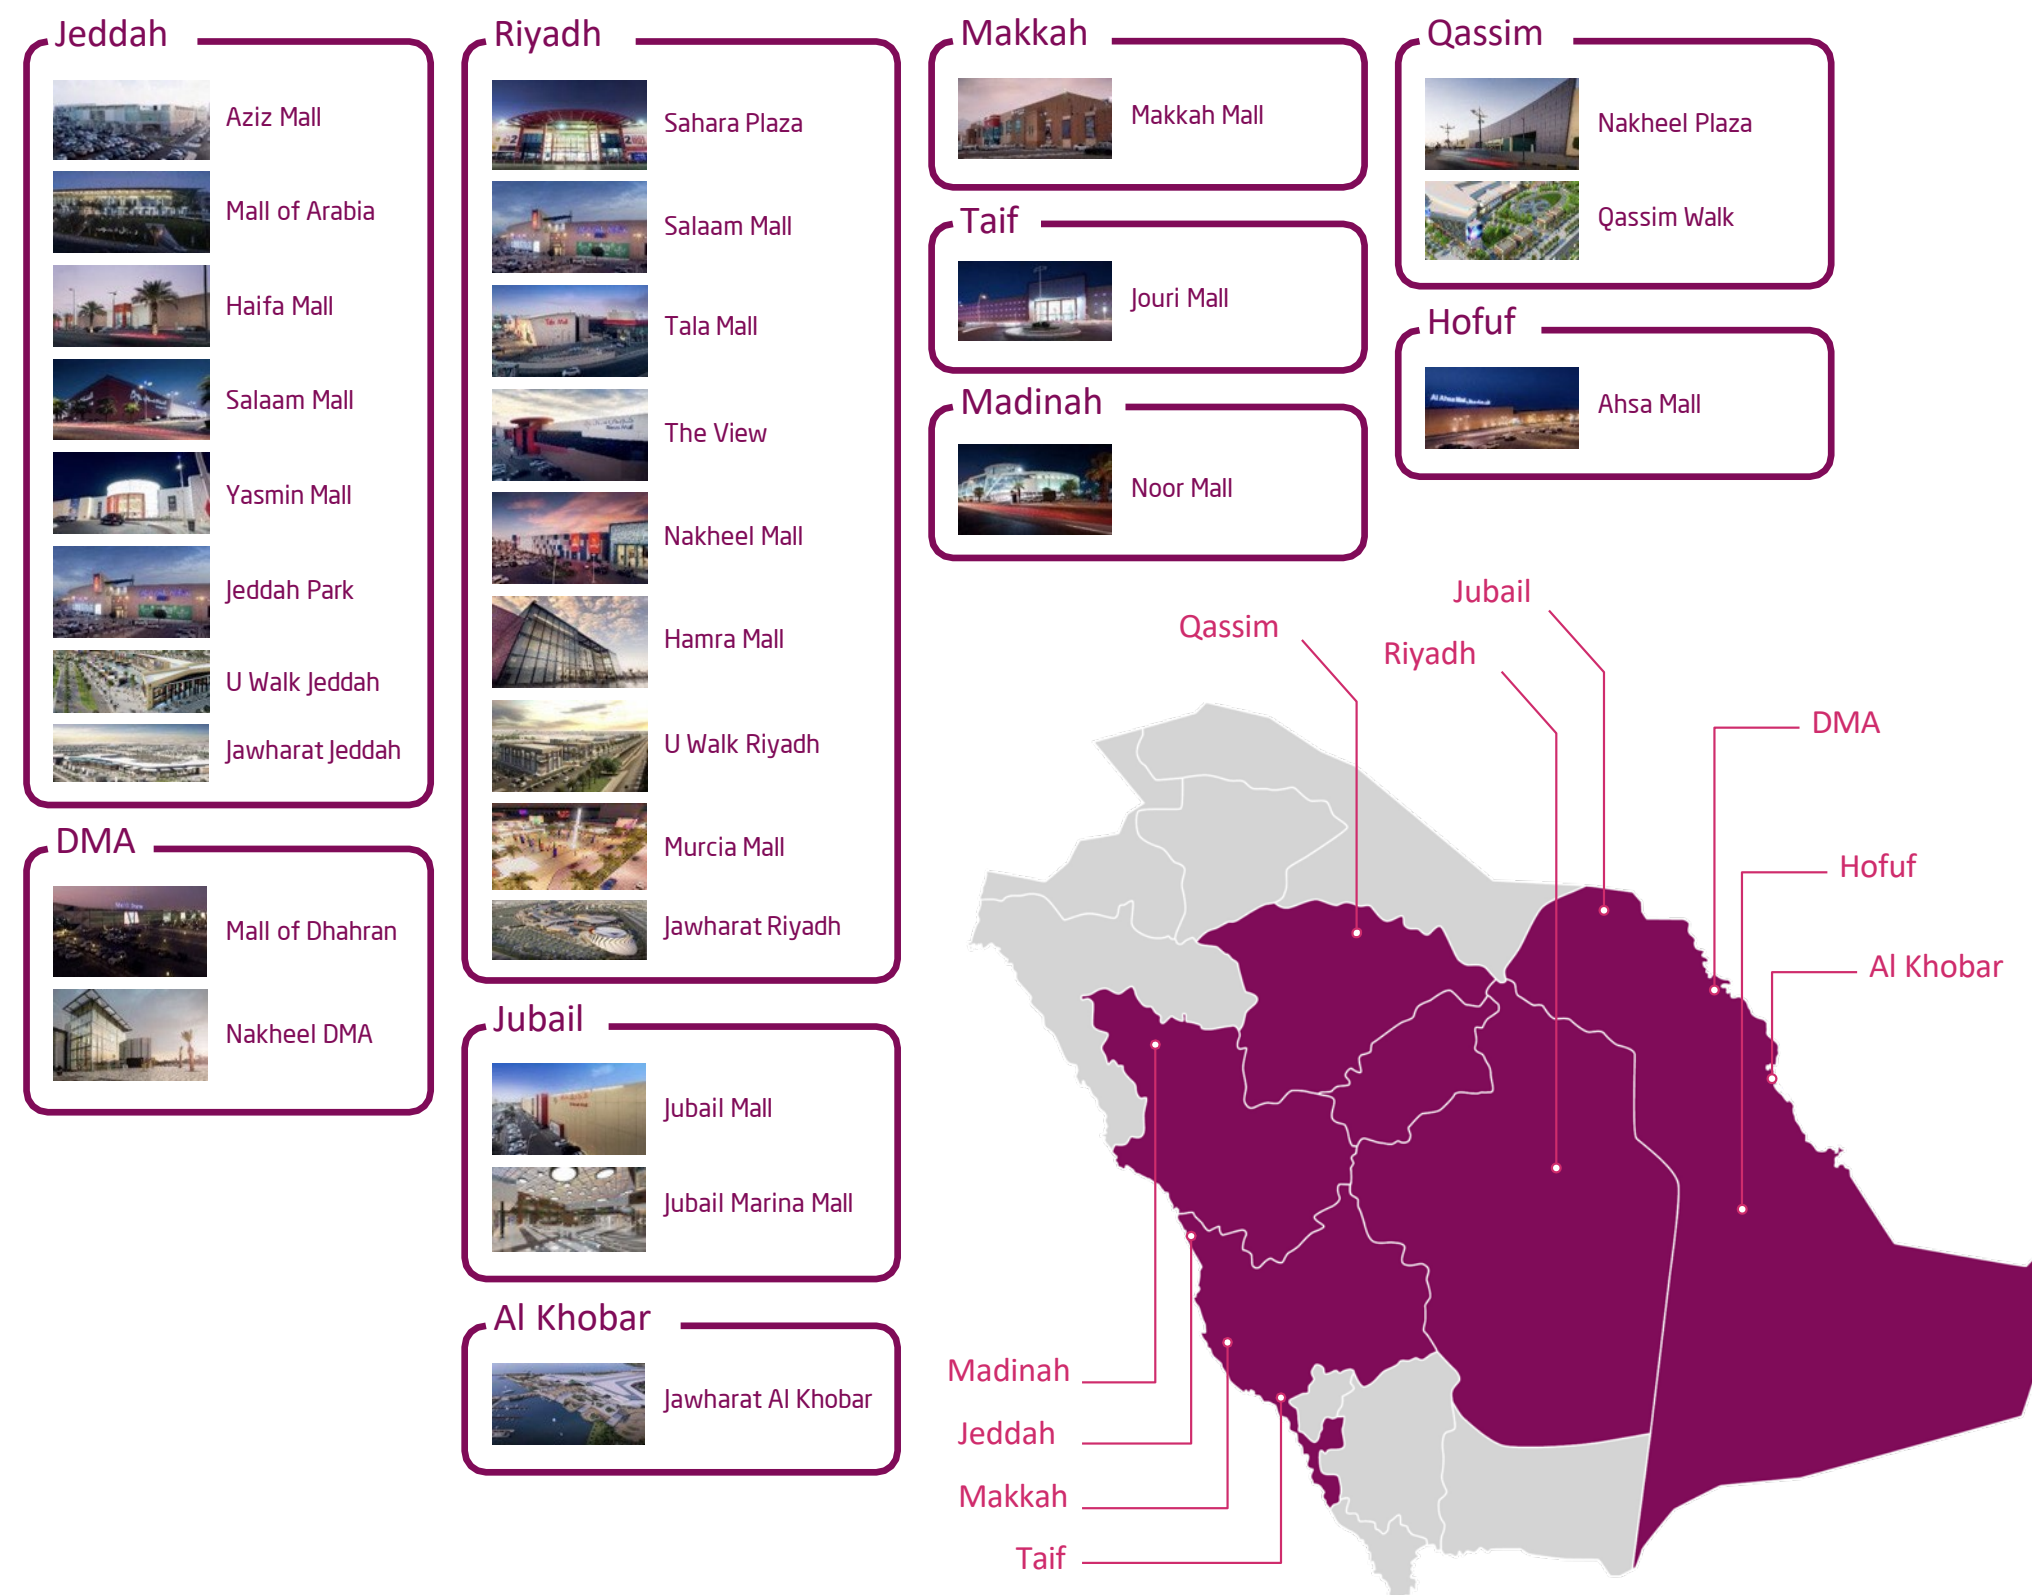 Jeddah
Aziz Mall
Mall of Arabia
Haifa Mall
Salaam Mall
Yasmin Mall
Jeddah Park
U Walk Jeddah
Jawharat Jeddah
DMA
Mall of Dhahran
Nakheel DMA
Riyadh
Sahara Plaza
Salaam Mall
Tala Mall
The View
Nakheel Mall
Hamra Mall
U Walk Riyadh
Murcia Mall
Jawharat Riyadh
Jubail
Jubail Mall
Jubail Marina Mall
Al Khobar
Jawharat Al Khobar
Makkah
Makkah Mall
Taif
Jouri Mall
Madinah
Noor Mall
Qassim
Nakheel Plaza
Qassim Walk
Hofuf
Ahsa Mall
Jubail
Qassim
Riyadh
DMA
Hofuf
Al Khobar
Madinah
Jeddah
Makkah
Taif